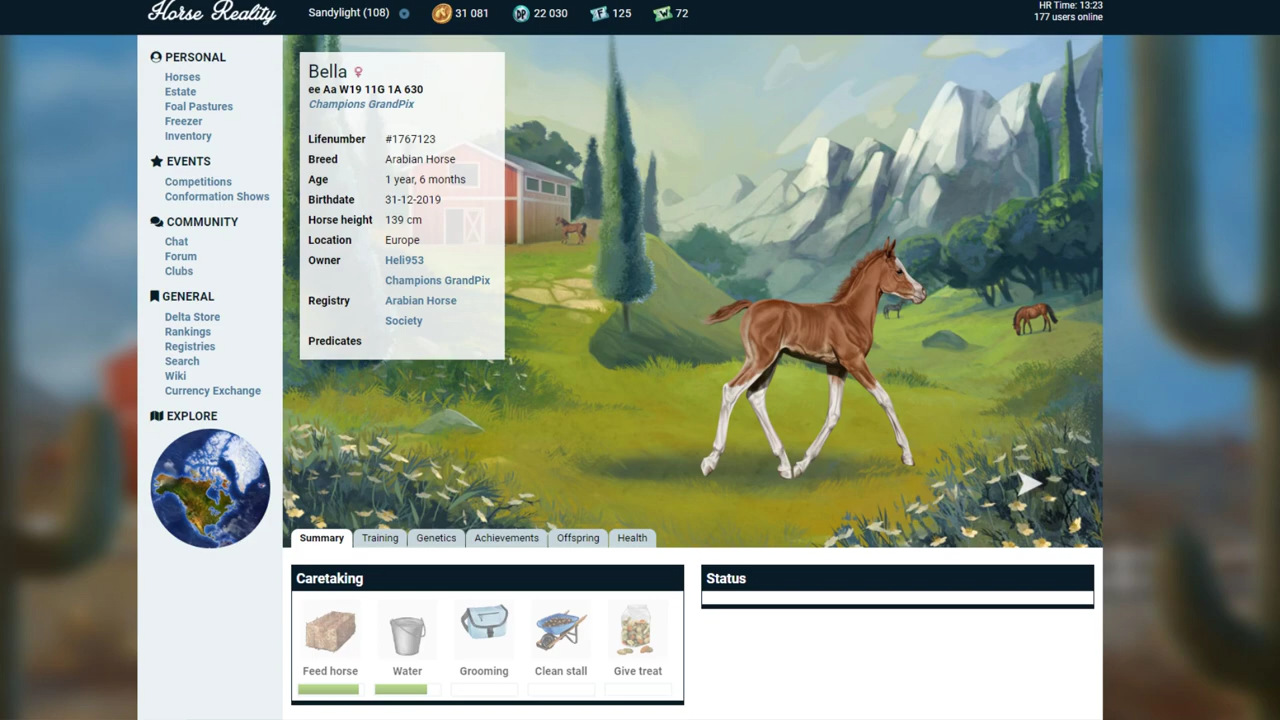 Horse Reality
Sandylight (108)
31 081
22 030
125
72
HR Time: 13:23
177 users online
PERSONAL
Horses
Estate
Foal Pastures
Freezer
Inventory
EVENTS
Competitions
Conformation Shows
COMMUNITY
Chat
Forum
Clubs
GENERAL
Delta Store
Rankings
Registries
Search
Wiki
Currency Exchange
EXPLORE
Bella ♀
ee Aa W19 11G 1A 630
Champions GrandPix
Lifenumber #1767123
Breed Arabian Horse
Age 1 year, 6 months
Birthdate 31-12-2019
Horse height 139 cm
Location Europe
Owner Heli953
Champions GrandPix
Registry Arabian Horse
Society
Predicates
Summary Training Genetics Achievements Offspring Health
Caretaking
Feed horse Water Grooming Clean stall Give treat
Status